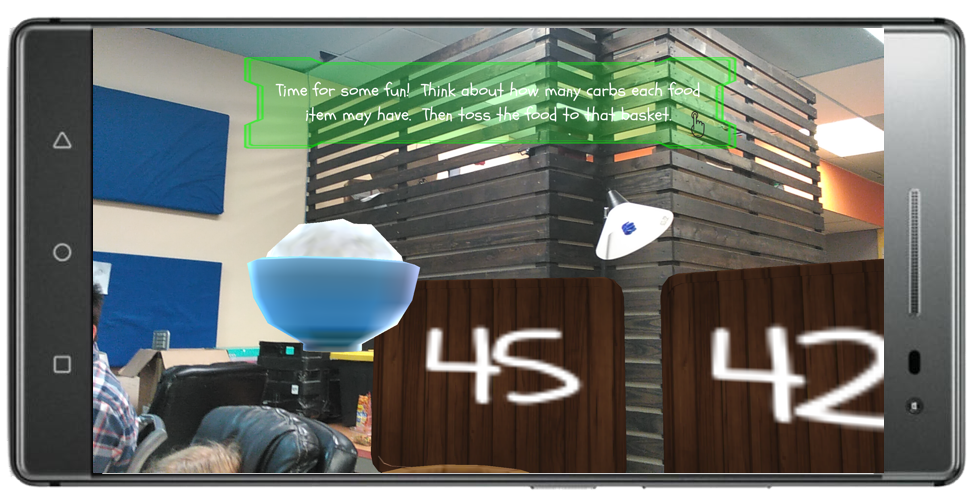 Time for some fun! Think about how many carbs each food
item may have. Then toss the food to that basket.
45
42